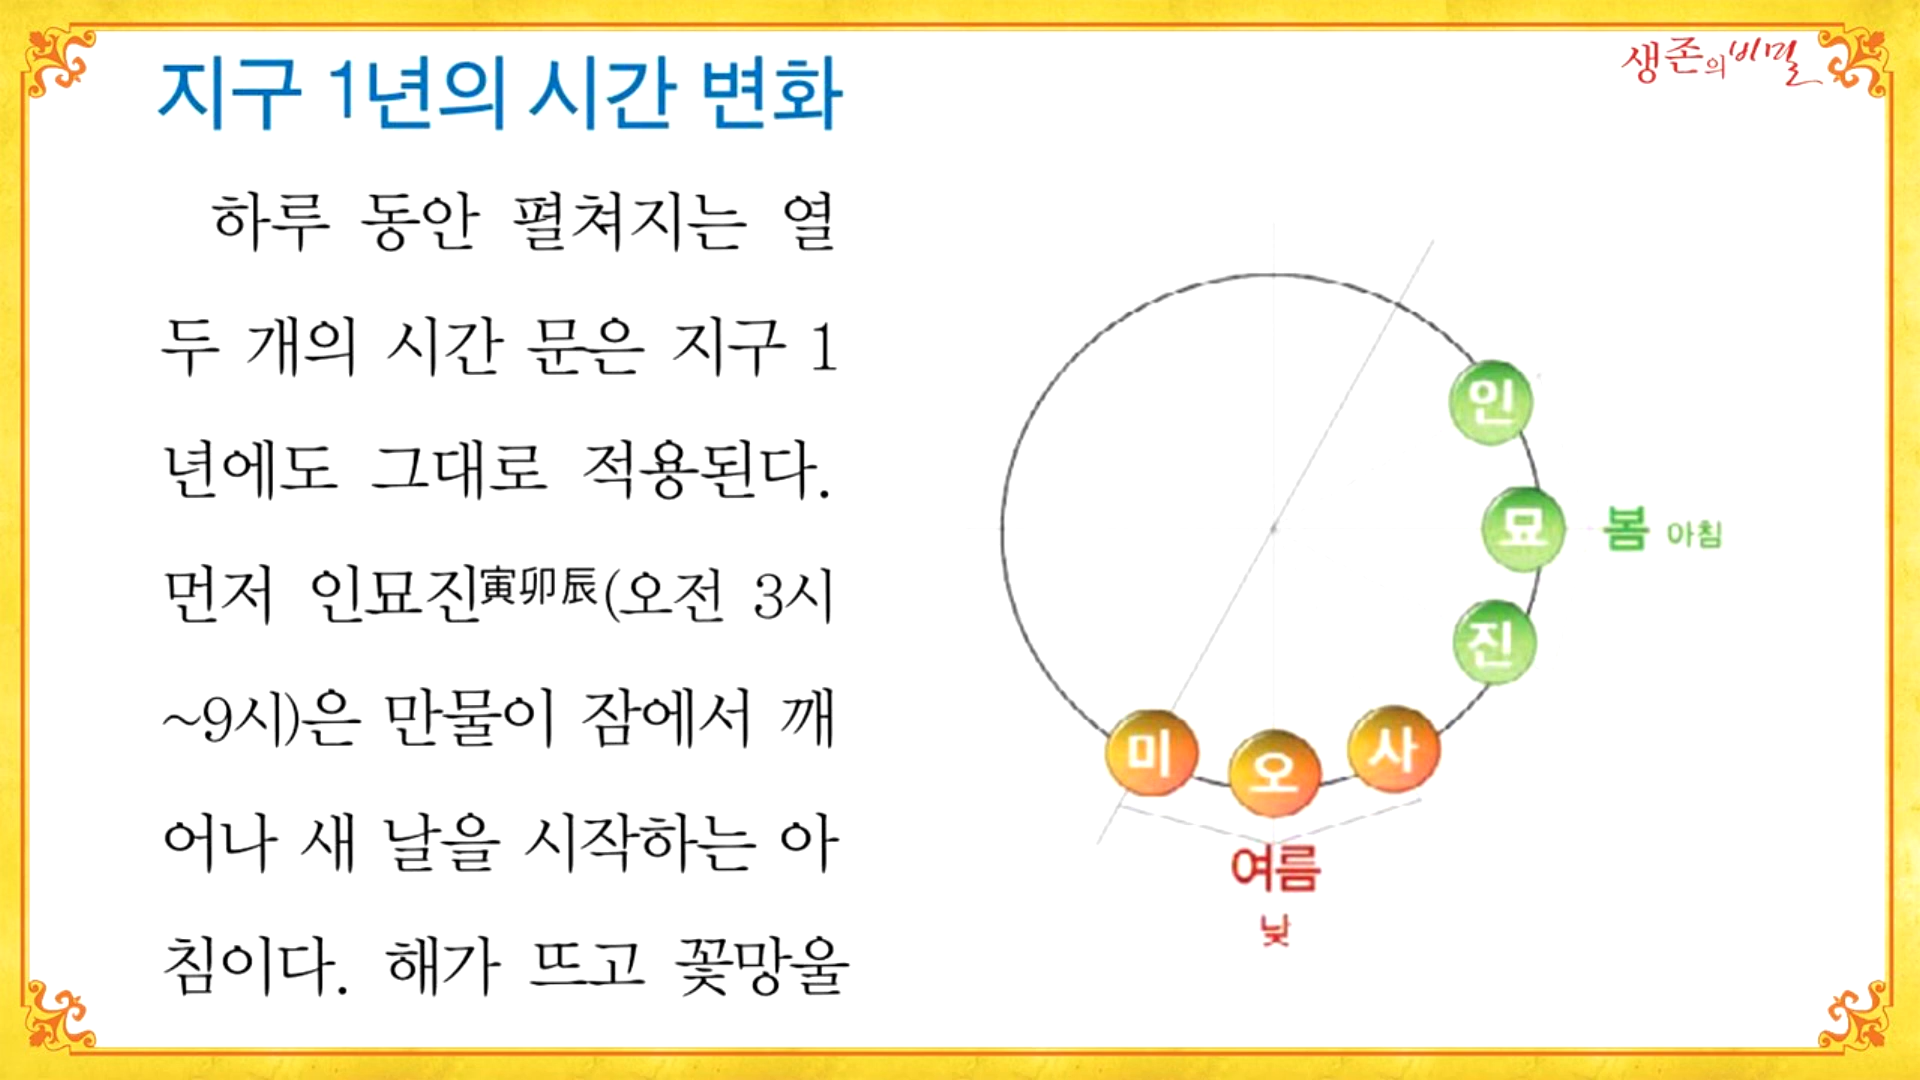 생존의 비밀
지구 1년의 시간 변화
하루 동안 펼쳐지는 열
두 개의 시간 문은 지구 1
년에도 그대로 적용된다.
먼저 인묘진寅卯辰(오전 3시
~9시)은 만물이 잠에서 깨
어나 새 날을 시작하는 아
침이다. 해가 뜨고 꽃망울
인
묘
봄 아침
진
미 오 사
여름
낮